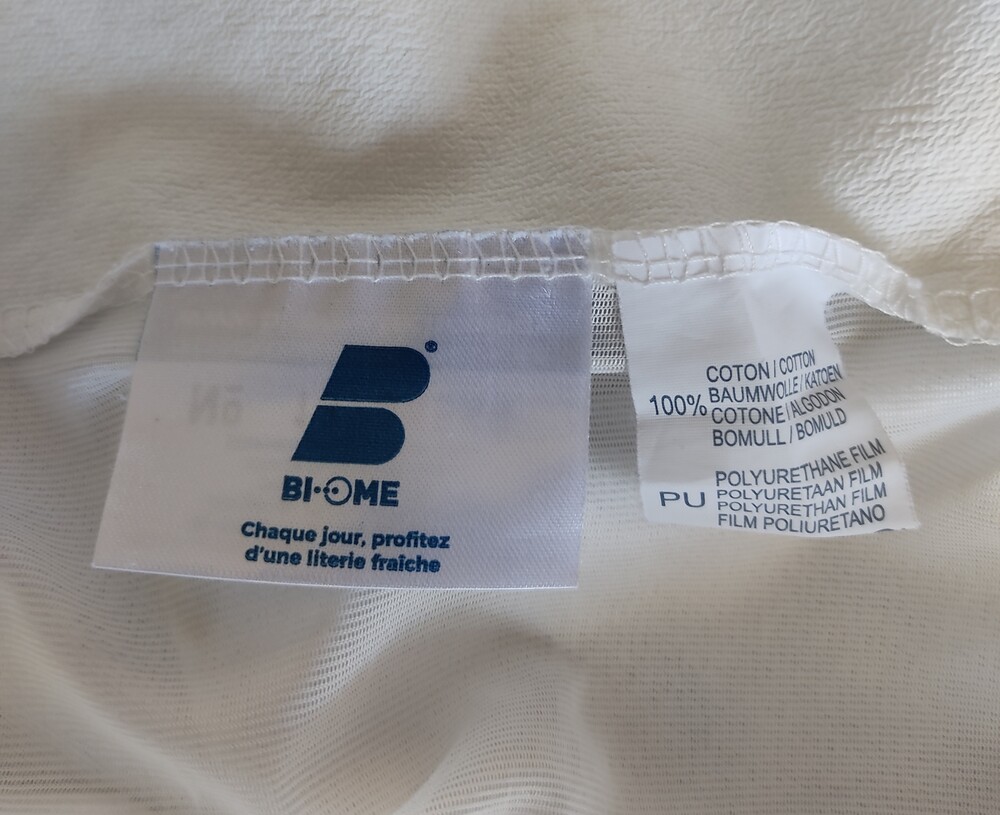 ®
BI·OME
Chaque jour, profitez
d'une literie fraîche
COTON / COTTON
BAUMWOLLE / KATOEN
100% COTONE / ALGODON
BOMULL / BOMULD
POLYURETHANE FILM
PU POLYURETAAN FILM
POLYURETHAN FILM
FILM POLIURETANO